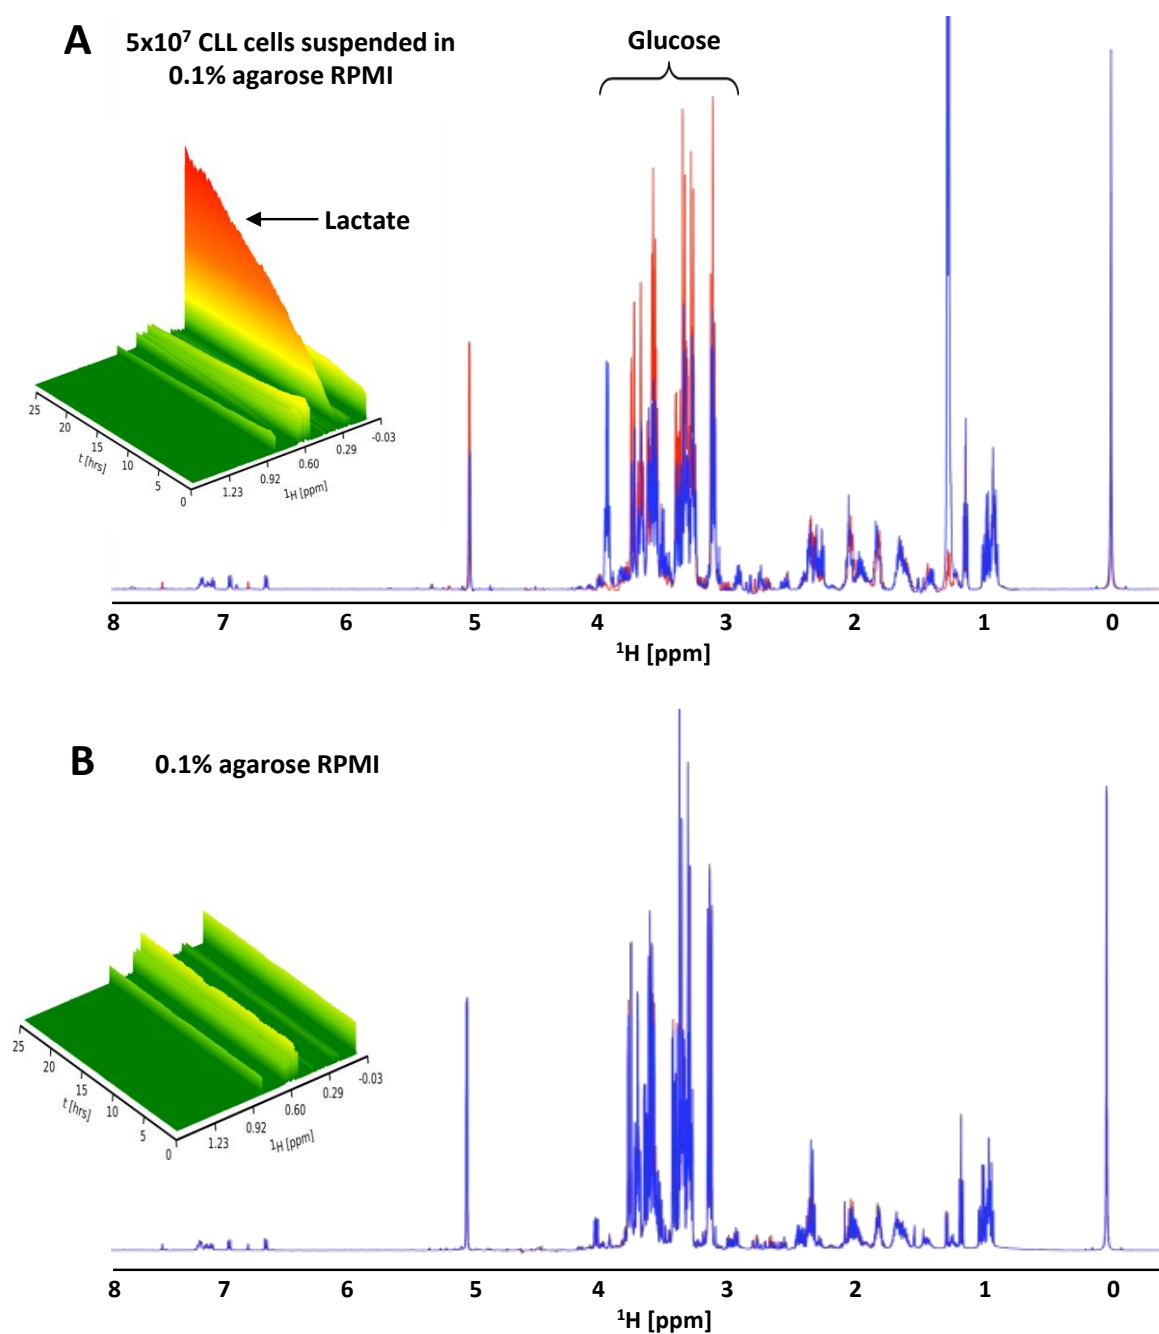 A
5x10⁷ CLL cells suspended in
0.1% agarose RPMI
Glucose
Lactate
25
20
15
10
5
0
t [hrs]
1.23
0.92
0.60
0.29
-0.03
1H [ppm]
8 7 6 5 4 3 2 1 0
¹H [ppm]
B
0.1% agarose RPMI
25
20
15
10
5
0
t [hrs]
1.23
0.92
0.60
0.29
-0.03
1H [ppm]
8 7 6 5 4 3 2 1 0
¹H [ppm]